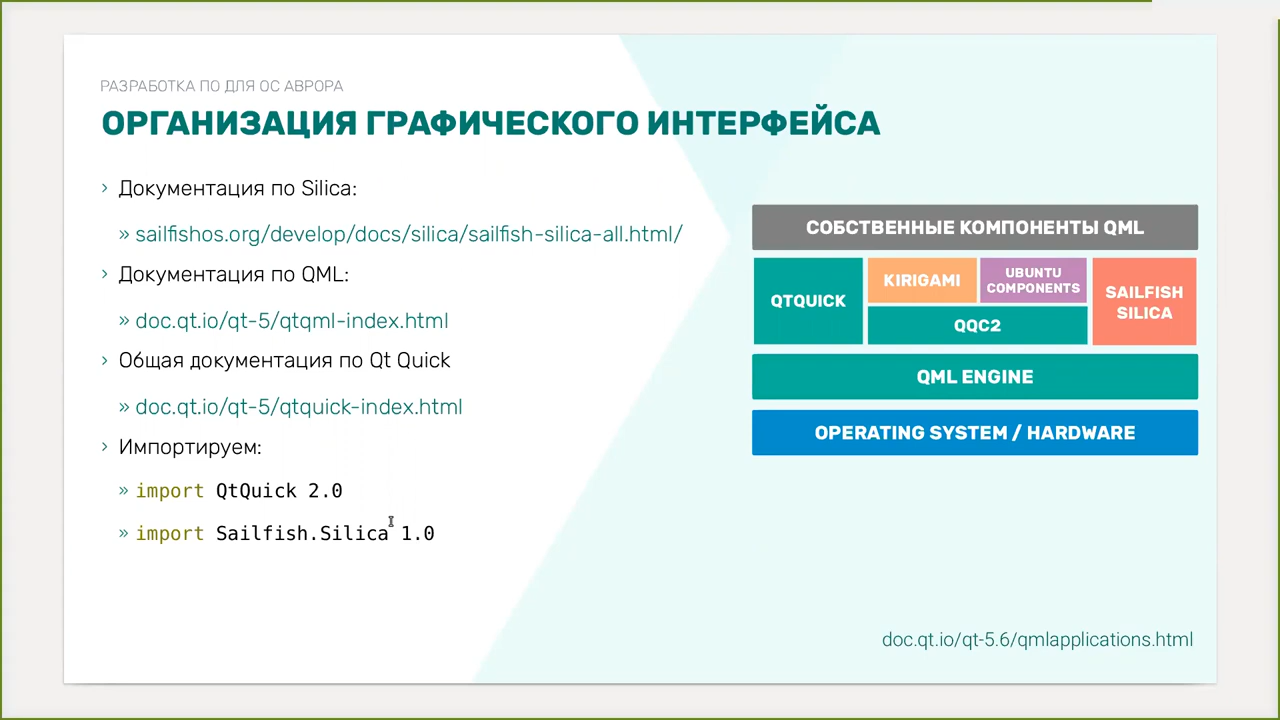 РАЗРАБОТКА ПО ДЛЯ ОС АВРОРА
ОРГАНИЗАЦИЯ ГРАФИЧЕСКОГО ИНТЕРФЕЙСА
› Документация по Silica:
» sailfishos.org/develop/docs/silica/sailfish-silica-all.html/
› Документация по QML:
» doc.qt.io/qt-5/qtqml-index.html
› Общая документация по Qt Quick
» doc.qt.io/qt-5/qtquick-index.html
› Импортируем:
» import QtQuick 2.0
» import Sailfish.Silica 1.0
СОБСТВЕННЫЕ КОМПОНЕНТЫ QML
QTQUICK
KIRIGAMI
UBUNTU
COMPONENTS
QQC2
SAILFISH
SILICA
QML ENGINE
OPERATING SYSTEM / HARDWARE
doc.qt.io/qt-5.6/qmlapplications.html